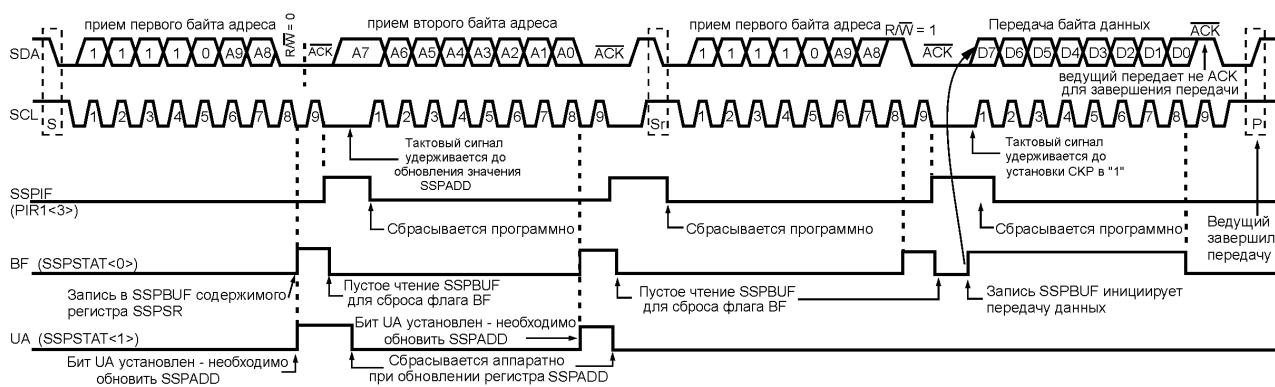 прием первого байта адреса
R/W = 0
прием второго байта адреса
прием первого байта адреса
R/W = 1
Передача байта данных
ACK
SDA
S
1 1 1 1 0 A9 A8
ACK
A7 A6 A5 A4 A3 A2 A1 A0
ACK
1 1 1 1 0 A9 A8
ACK
D7 D6 D5 D4 D3 D2 D1 D0
ведущий передает не ACK
для завершения передачи
SCL
S
1 2 3 4 5 6 7 8 9
1 2 3 4 5 6 7 8 9
Sr
1 2 3 4 5 6 7 8 9
1 2 3 4 5 6 7 8 9
P
Тактовый сигнал
удерживается до
обновления значения
SSPADD
Тактовый сигнал
удерживается до
установки CKP в "1"
SSPIF
(PIR1<3>)
Сбрасывается программно
Сбрасывается программно
Сбрасывается программно
Ведущий
завершил
передачу
BF (SSPSTAT<0>)
Запись в SSPBUF содержимого
регистра SSPSR
Пустое чтение SSPBUF
для сброса флага BF
Пустое чтение SSPBUF
для сброса флага BF
Запись SSPBUF инициирует
передачу данных
Бит UA установлен - необходимо
обновить SSPADD
UA (SSPSTAT<1>)
Бит UA установлен - необходимо
обновить SSPADD
Сбрасывается аппаратно
при обновлении регистра SSPADD